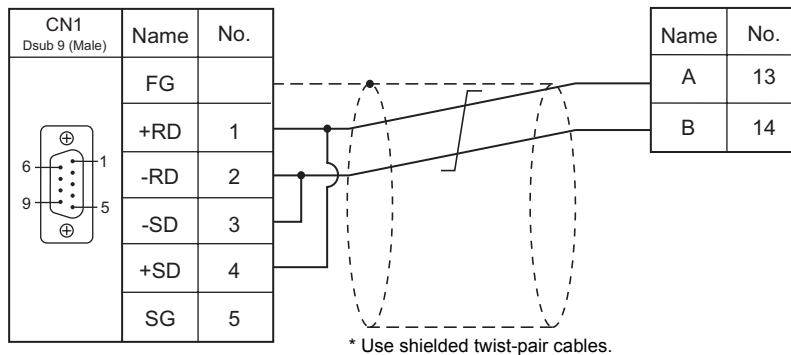 CN1
Dsub 9 (Male)
Name No.
FG
+RD 1
-RD 2
-SD 3
+SD 4
SG 5
6 1
9 5
Name No.
A 13
B 14
* Use shielded twist-pair cables.